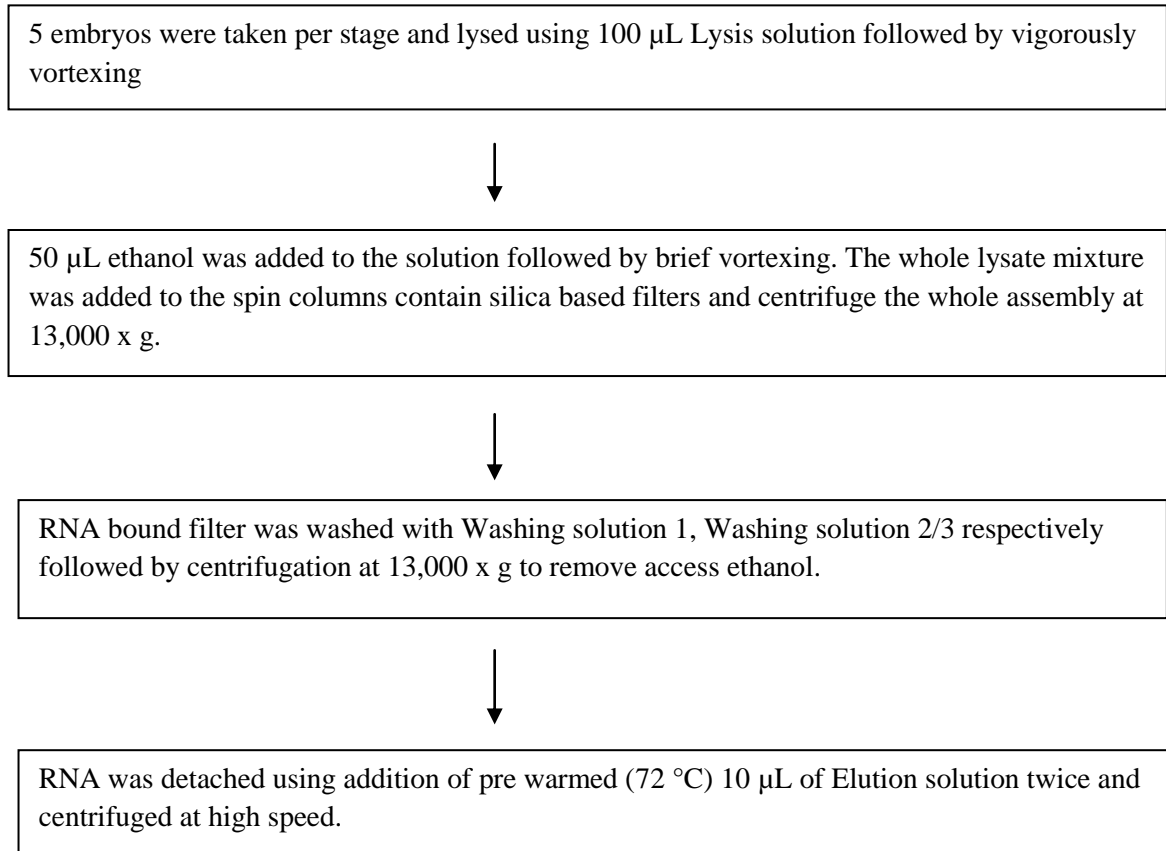 5 embryos were taken per stage and lysed using 100 µL Lysis solution followed by vigorously
vortexing
50 µL ethanol was added to the solution followed by brief vortexing. The whole lysate mixture
was added to the spin columns contain silica based filters and centrifuge the whole assembly at
13,000 x g.
RNA bound filter was washed with Washing solution 1, Washing solution 2/3 respectively
followed by centrifugation at 13,000 x g to remove access ethanol.
RNA was detached using addition of pre warmed (72 °C) 10 µL of Elution solution twice and
centrifuged at high speed.